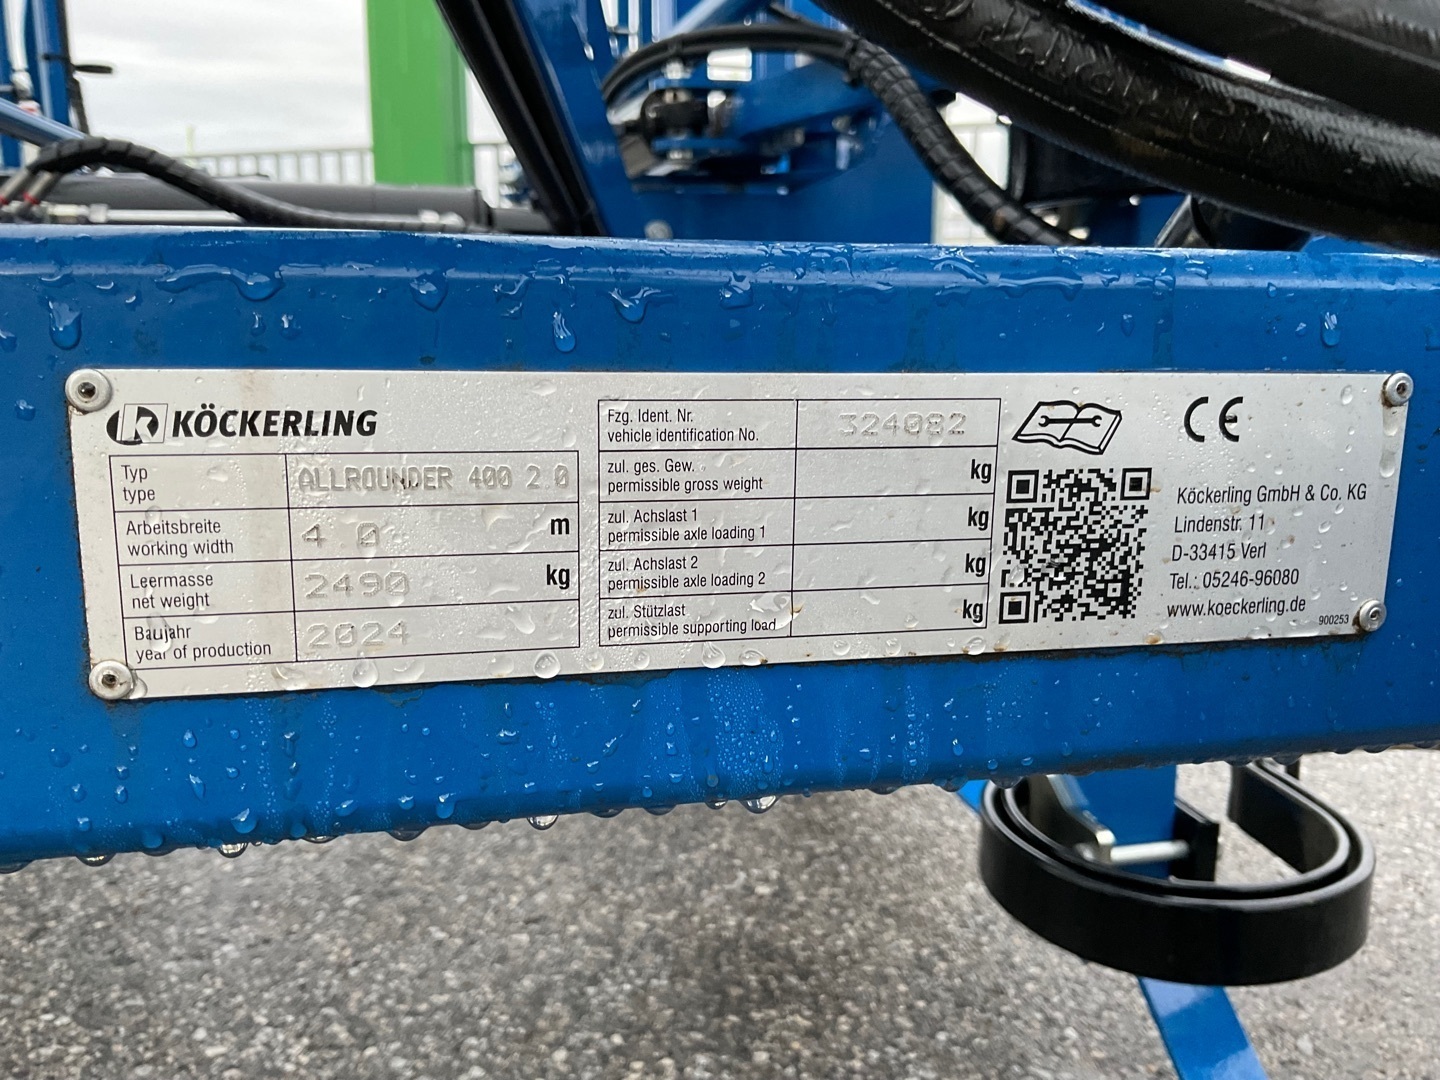 KÖCKERLING
Typ
type
ALLROUNDER 400 2.0
Arbeitsbreite
working width
4.0 m
Leermasse
net weight
2490 kg
Baujahr
year of production
2024
Fzg. Ident. Nr.
vehicle identification No.
324082
zul. ges. Gew.
permissible gross weight
kg
zul. Achslast 1
permissible axle loading 1
kg
zul. Achslast 2
permissible axle loading 2
kg
zul. Stützlast
permissible supporting load
kg
CE
Köckerling GmbH & Co. KG
Lindenstr. 11
D-33415 Verl
Tel.: 05246-96080
www.koeckerling.de
900253